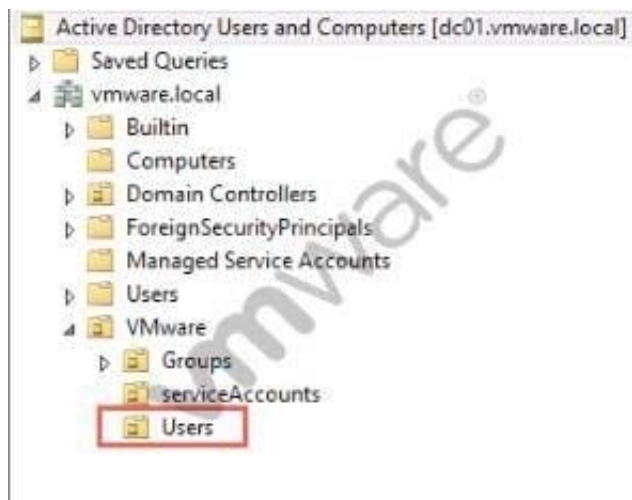 Active Directory Users and Computers [dc01.vmware.local]
Saved Queries
vmware.local
Builtin
Computers
Domain Controllers
ForeignSecurityPrincipals
Managed Service Accounts
Users
VMware
Groups
serviceAccounts
Users
vmware®